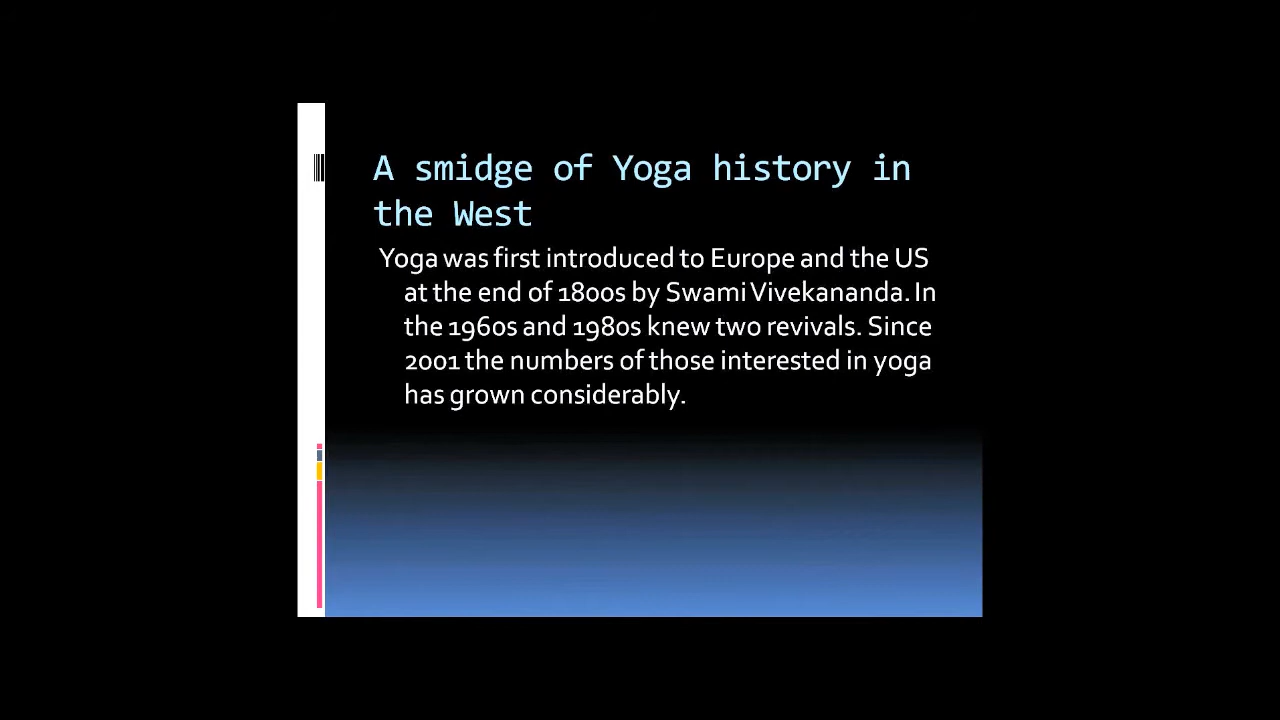 A smidge of Yoga history in
the West
Yoga was first introduced to Europe and the US
at the end of 1800s by Swami Vivekananda. In
the 1960s and 1980s knew two revivals. Since
2001 the numbers of those interested in yoga
has grown considerably.